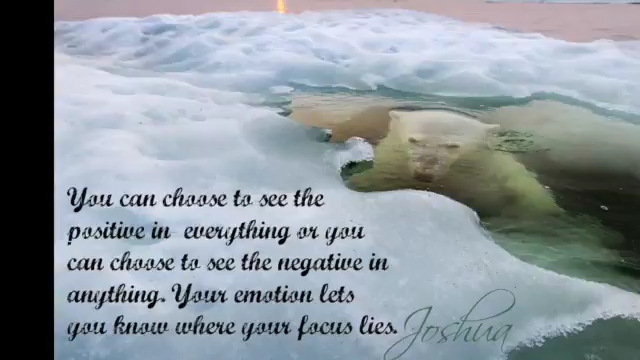 You can choose to see the
positive in everything or you
can choose to see the negative in
anything. Your emotion lets
you know where your focus lies.
Joshua